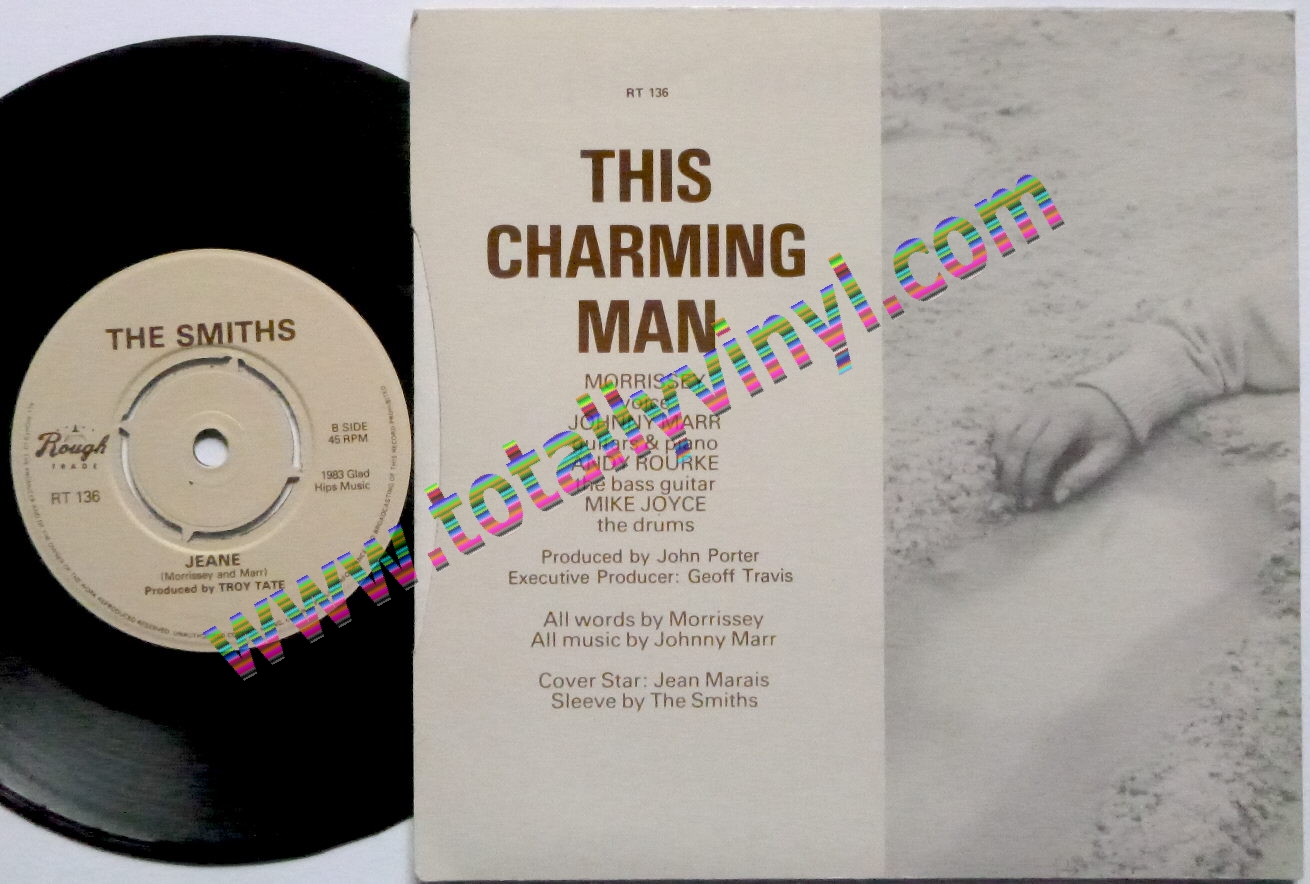 THE SMITHS
Rough
TRADE
RT 136
B SIDE
45 RPM
1983 Glad
Hips Music
JEANE
(Morrissey and Marr)
Produced by TROY TATE
RT 136
THIS
CHARMING
MAN
MORRISSEY
voice
JOHNNY MARR
guitars & piano
ANDY ROURKE
the bass guitar
MIKE JOYCE
the drums
Produced by John Porter
Executive Producer: Geoff Travis
All words by Morrissey
All music by Johnny Marr
Cover Star: Jean Marais
Sleeve by The Smiths
www.totallyvinyl.com